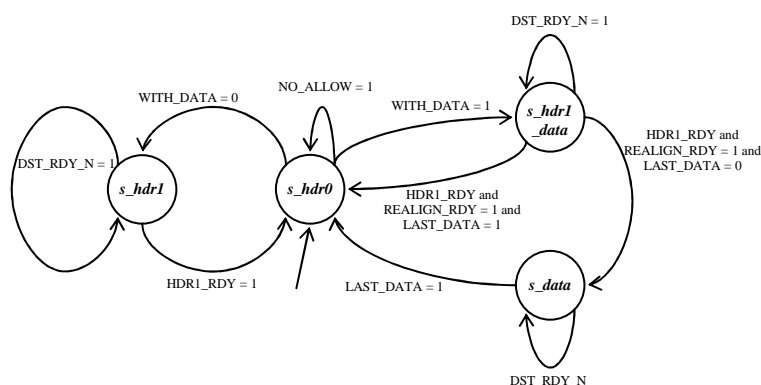 DST_RDY_N = 1
NO_ALLOW = 1
WITH_DATA = 0
WITH_DATA = 1
s_hdr1
_data
HDR1_RDY and
REALIGN_RDY = 1 and
LAST_DATA = 0
DST_RDY_N = 1
s_hdr1
s_hdr0
HDR1_RDY and
REALIGN_RDY = 1 and
LAST_DATA = 1
HDR1_RDY = 1
LAST_DATA = 1
s_data
DST_RDY_N